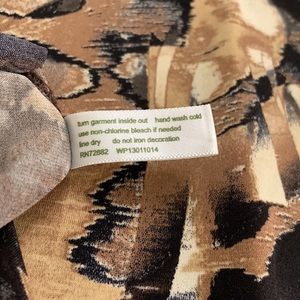 turn garment inside out hand wash cold
use non-chlorine bleach if needed
line dry do not iron decoration
RN72882 WP13011014